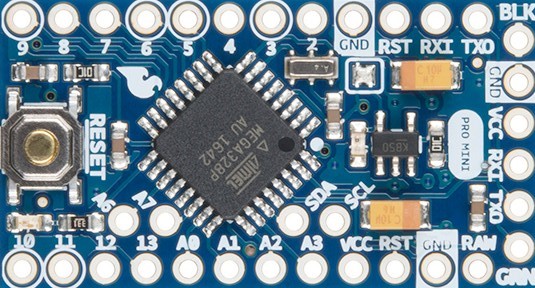 9 8 7 6 5 4 3 2 GND RST RXI TXO
BLK
GND
VCC
RXI
TXO
GRN
RESET
ATMEL
MEGA328P
AU 1642
KB50
PRO MINI
A6 A7
SDA SCL
10 11 12 13 A0 A1 A2 A3 VCC RST GND RAW